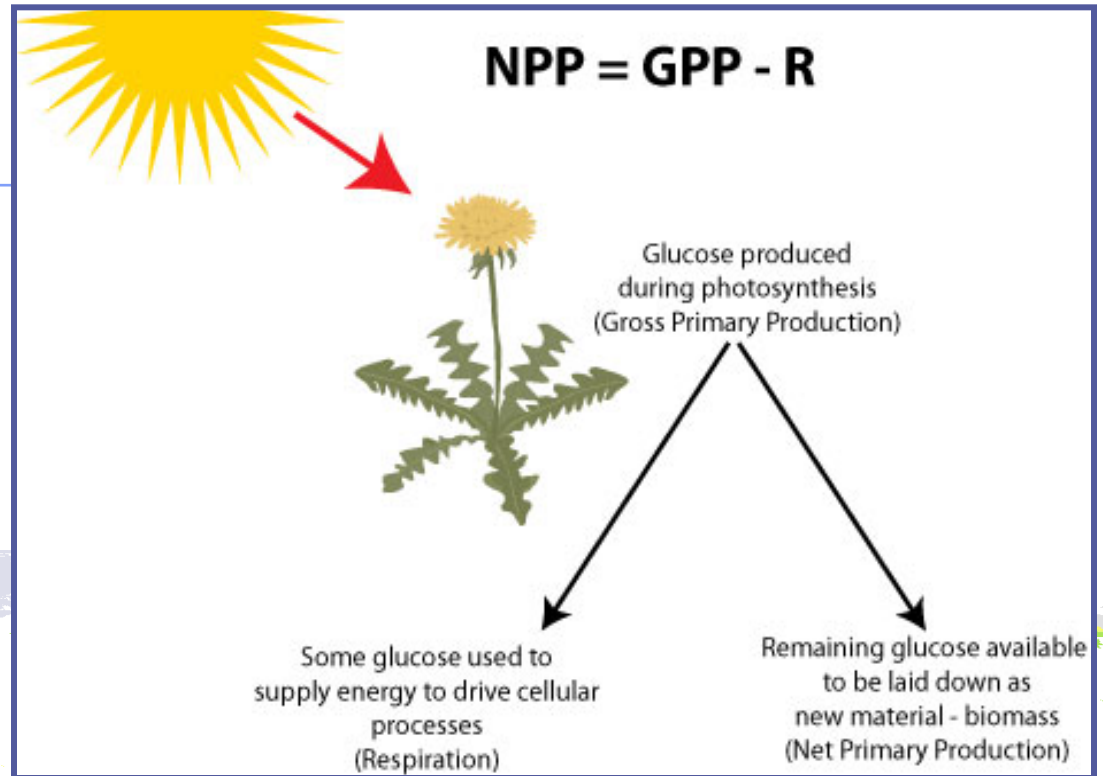 NPP = GPP - R
Glucose produced
during photosynthesis
(Gross Primary Production)
Some glucose used to
supply energy to drive cellular
processes
(Respiration)
Remaining glucose available
to be laid down as
new material - biomass
(Net Primary Production)